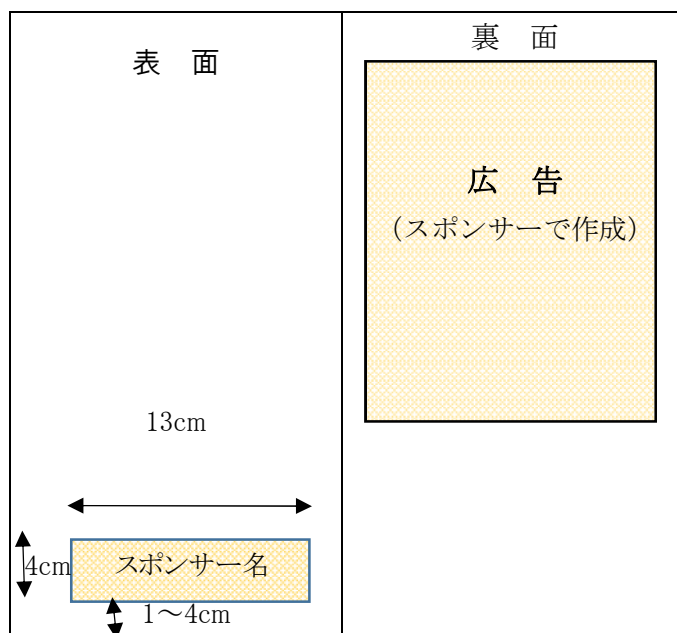 表 面
13cm
4cm
スポンサー名
1～4cm
裏 面
広 告
(スポンサーで作成)